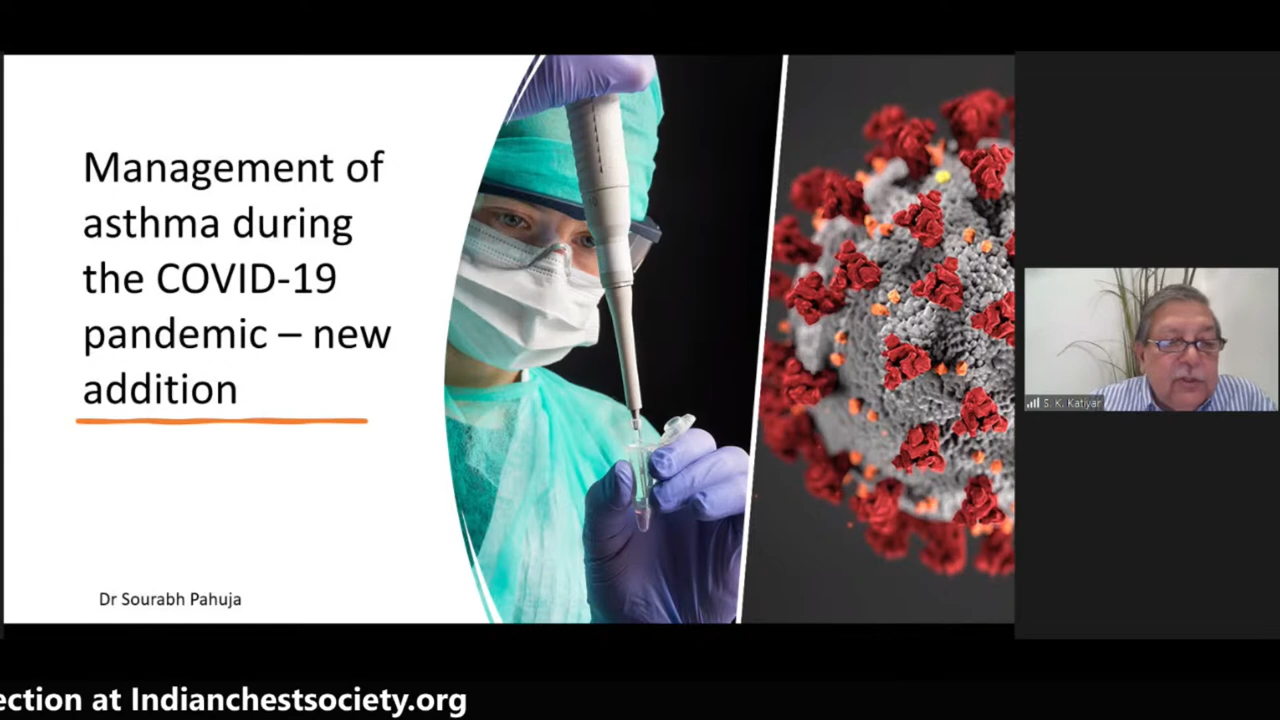 Management of
asthma during
the COVID-19
pandemic – new
addition
Dr Sourabh Pahuja
S. K. Katiyar
ection at Indianchestsociety.org